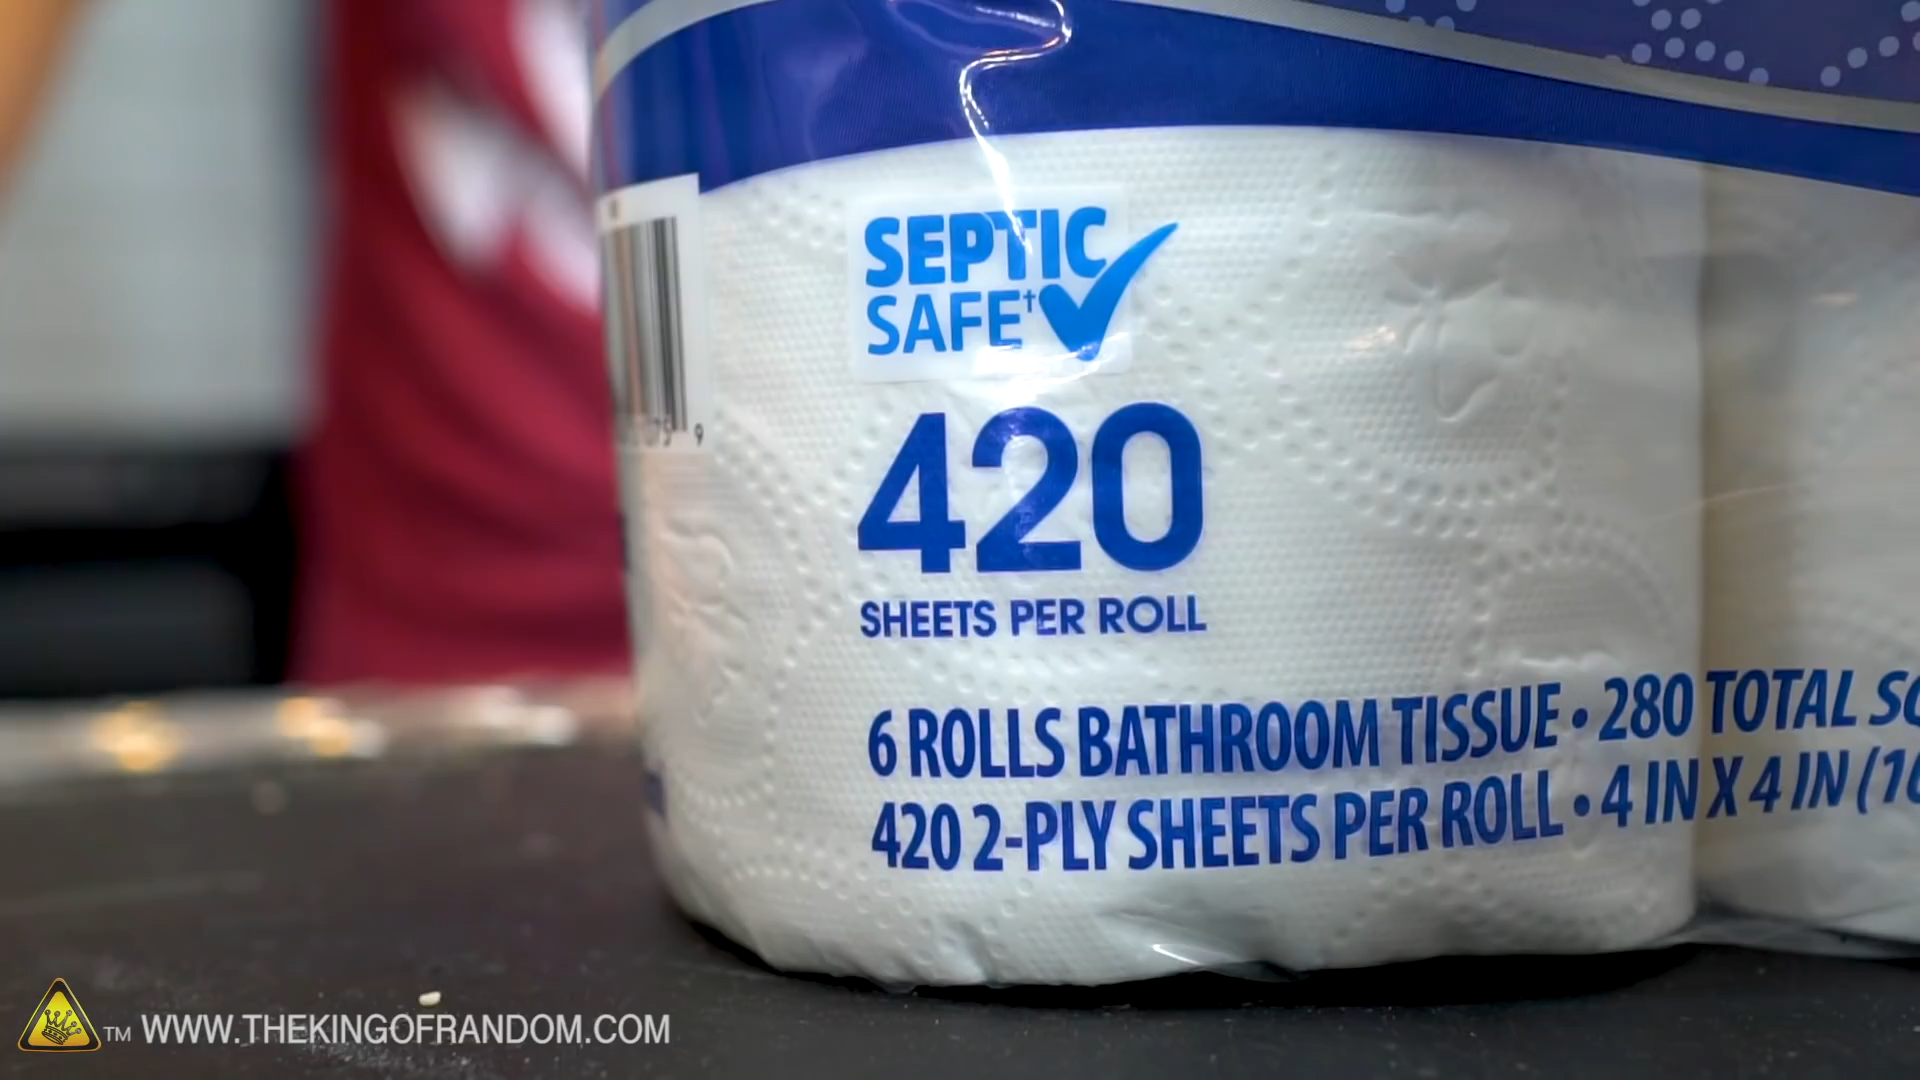 SEPTIC
SAFE†
420
SHEETS PER ROLL
6 ROLLS BATHROOM TISSUE • 280 TOTAL
420 2-PLY SHEETS PER ROLL • 4 IN X 4 IN
9
TM WWW.THEKINGOFRANDOM.COM